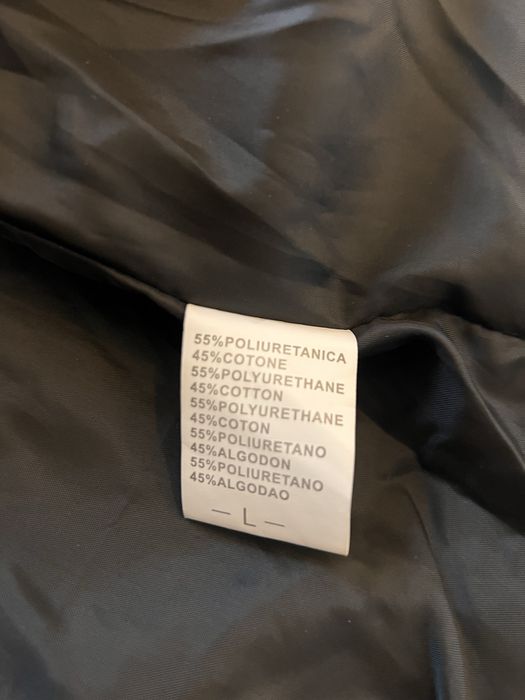 55%POLIURETANICA
45%COTONE
55%POLYURETHANE
45%COTTON
55%POLYURETHANE
45%COTON
55%POLIURETANO
45%ALGODON
55%POLIURETANO
45%ALGODAO
— L —